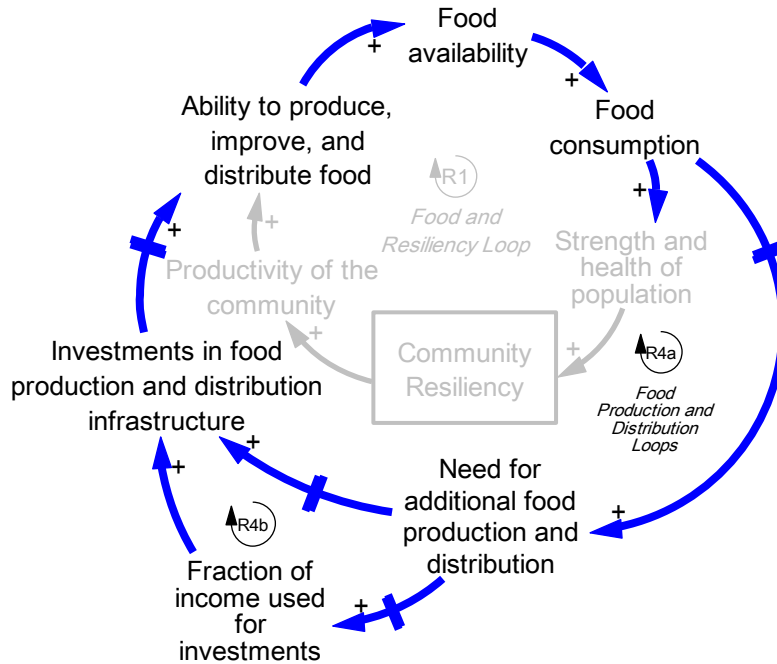 Food
availability
+
+
Ability to produce,
improve, and
distribute food
Food
consumption
+
R1
Food and
Resiliency Loop
+
+
Strength and
health of
population
Productivity of the
community
+
+
Community
Resiliency
R4a
Food
Production and
Distribution
Loops
Investments in food
production and distribution
infrastructure
+
+
Need for
additional food
production and
distribution
+
R4b
Fraction of
income used
for
investments
+